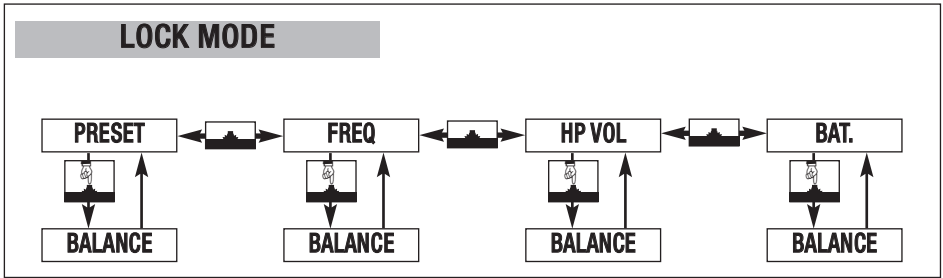 LOCK MODE
PRESET FREQ HP VOL BAT.
BALANCE BALANCE BALANCE BALANCE